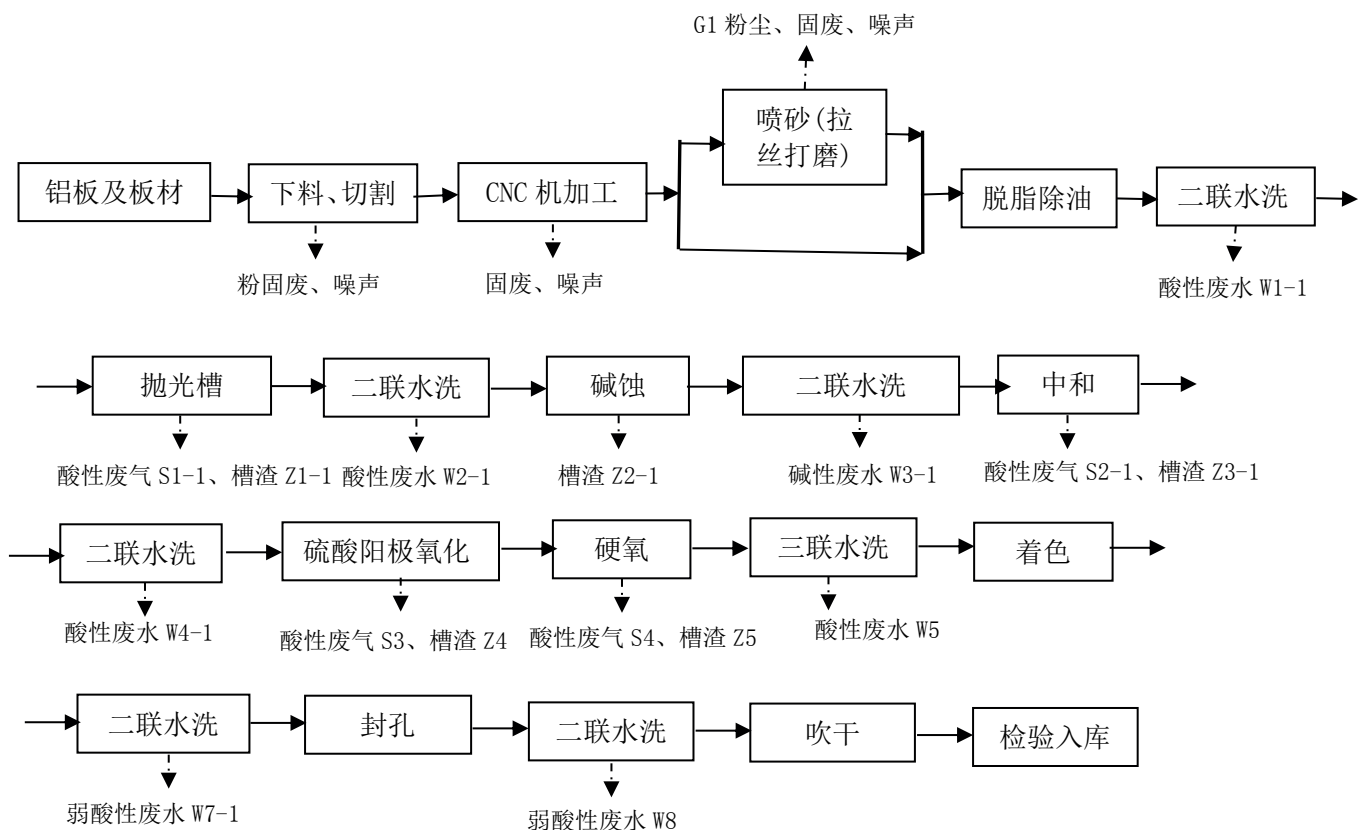 G1 粉尘、固废、噪声
喷砂(拉
丝打磨)
铝板及板材
下料、切割
CNC 机加工
脱脂除油
二联水洗
粉固废、噪声
固废、噪声
酸性废水 W1-1
抛光槽
二联水洗
碱蚀
二联水洗
中和
酸性废气 S1-1、槽渣 Z1-1
酸性废水 W2-1
槽渣 Z2-1
碱性废水 W3-1
酸性废气 S2-1、槽渣 Z3-1
二联水洗
硫酸阳极氧化
硬氧
三联水洗
着色
酸性废水 W4-1
酸性废气 S3、槽渣 Z4
酸性废气 S4、槽渣 Z5
酸性废水 W5
二联水洗
封孔
二联水洗
吹干
检验入库
弱酸性废水 W7-1
弱酸性废水 W8